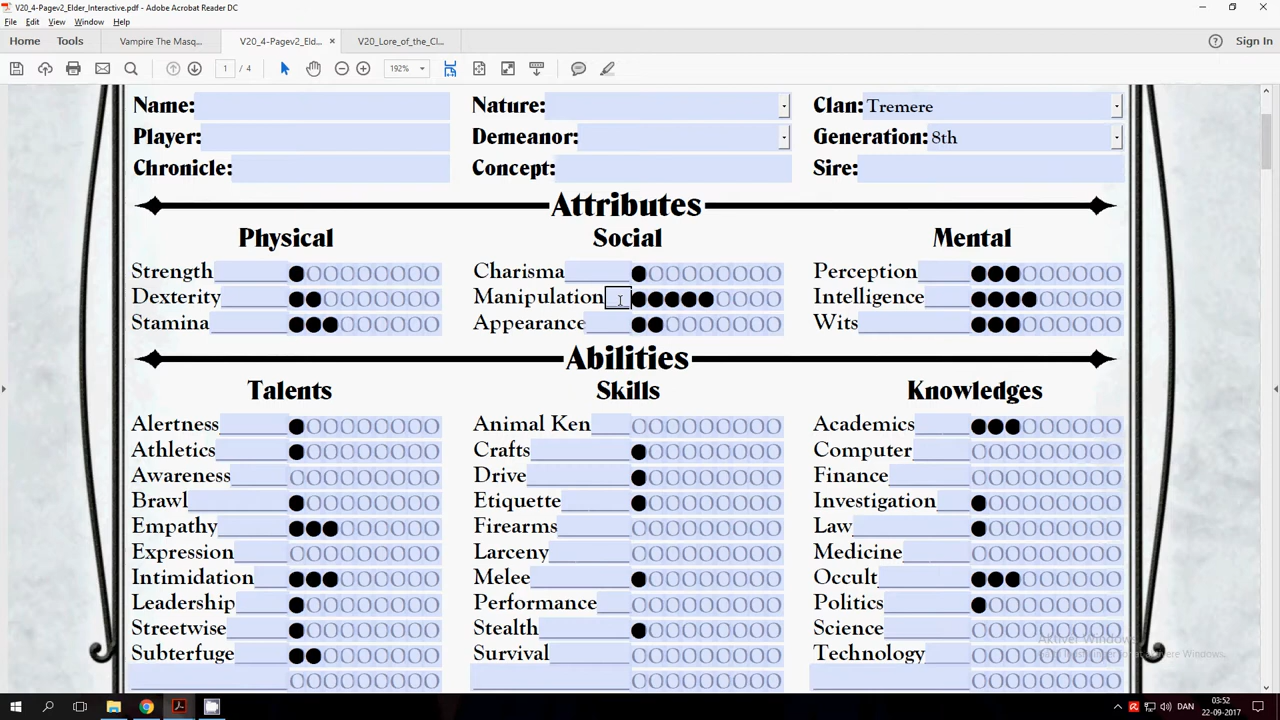 V20_4-Pagev2_Elder_Interactive.pdf - Adobe Acrobat Reader DC
File Edit View Window Help
Home Tools Vampire The Masq... V20_4-Pagev2_Eld... × V20_Lore_of_the_Cl... Sign In
1 / 4 192%
Name: Nature: Clan: Tremere
Player: Demeanor: Generation: 8th
Chronicle: Concept: Sire:
Attributes
Physical Social Mental
Strength Charisma Perception
Dexterity Manipulation Intelligence
Stamina Appearance Wits
Abilities
Talents Skills Knowledges
Alertness Animal Ken Academics
Athletics Crafts Computer
Awareness Drive Finance
Brawl Etiquette Investigation
Empathy Firearms Law
Expression Larceny Medicine
Intimidation Melee Occult
Leadership Performance Politics
Streetwise Stealth Science
Subterfuge Survival Technology
Aktiver Windows
DAN 03:52
22-09-2017